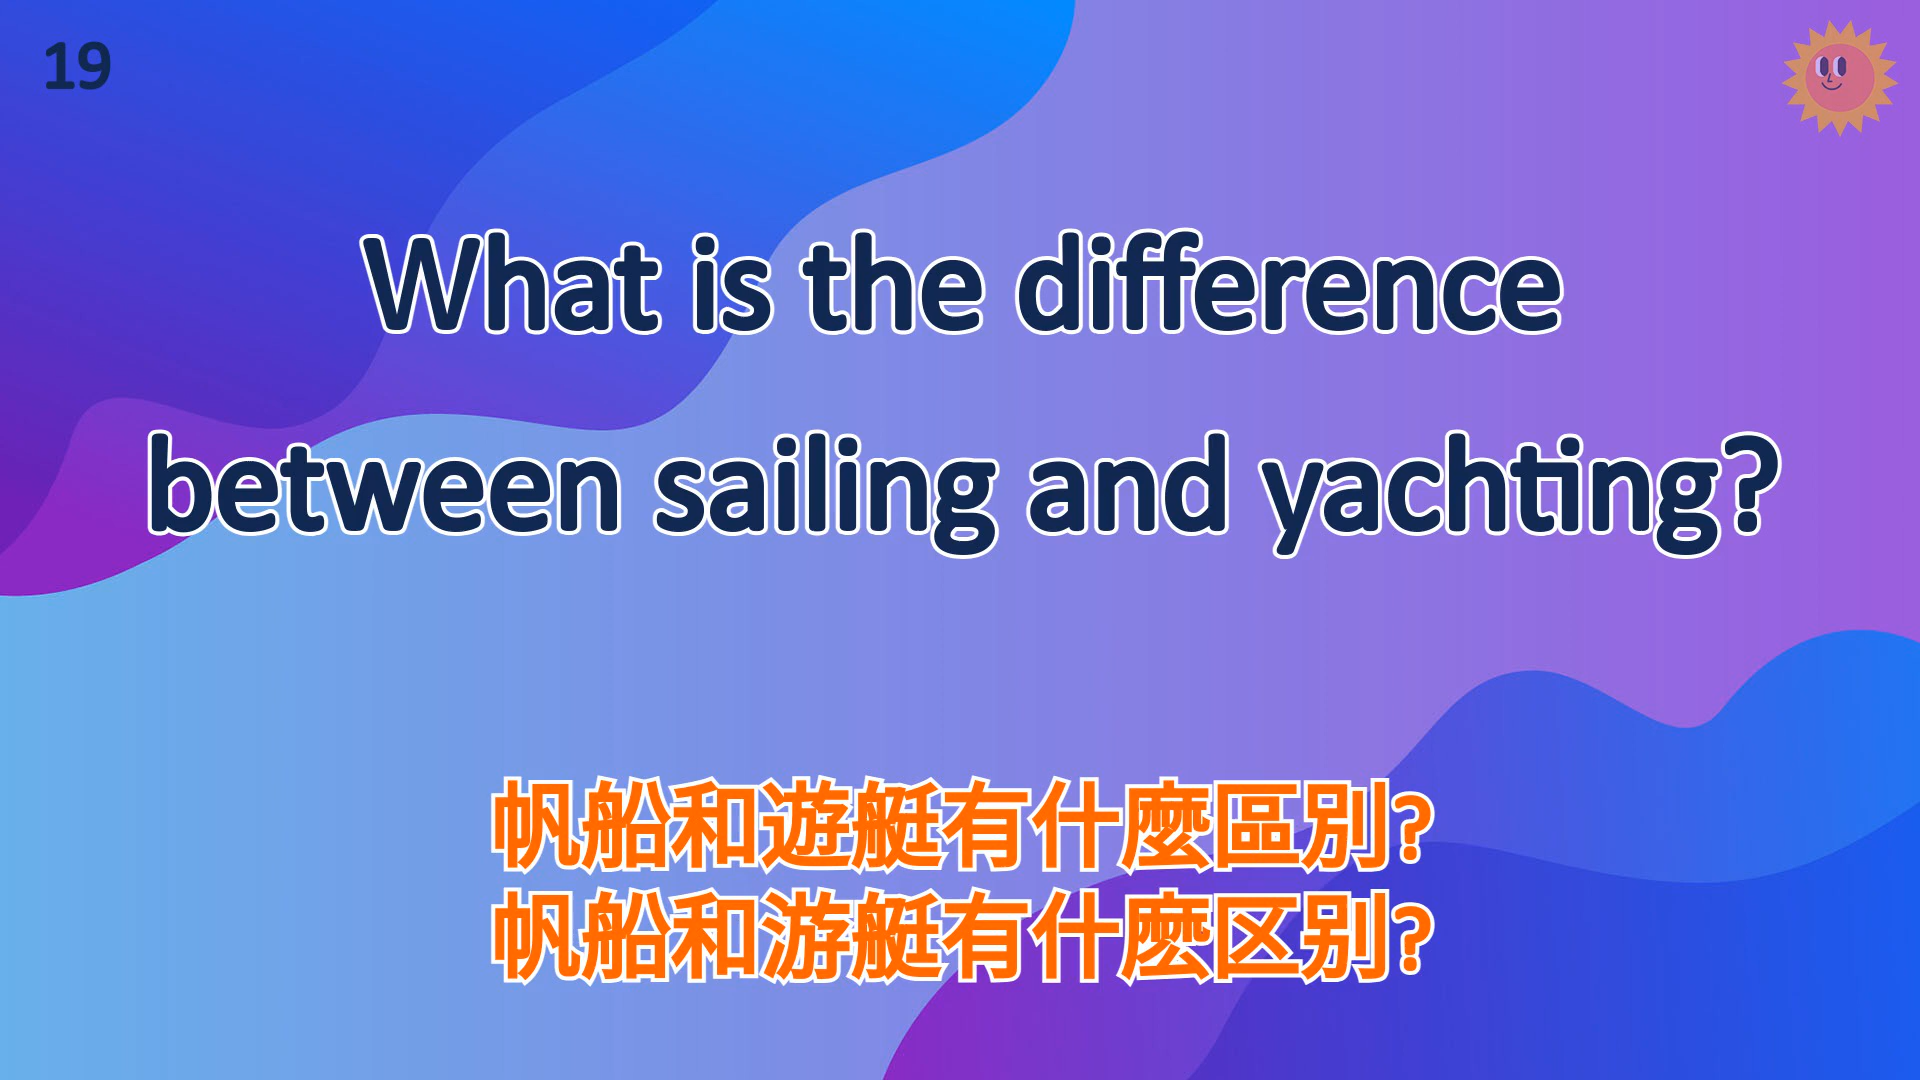 19
What is the difference
between sailing and yachting?
帆船和遊艇有什麼區別?
帆船和游艇有什麽区别?